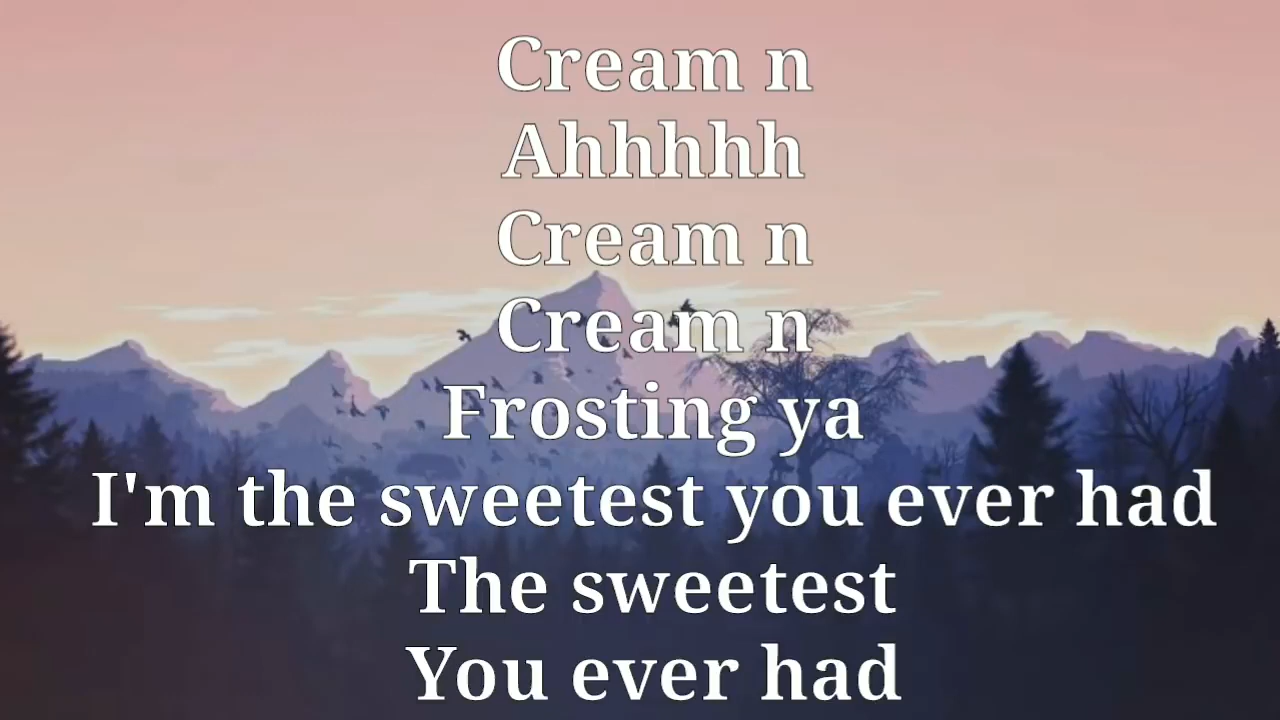 Cream n
Ahhhhh
Cream n
Cream n
Frosting ya
I'm the sweetest you ever had
The sweetest
You ever had